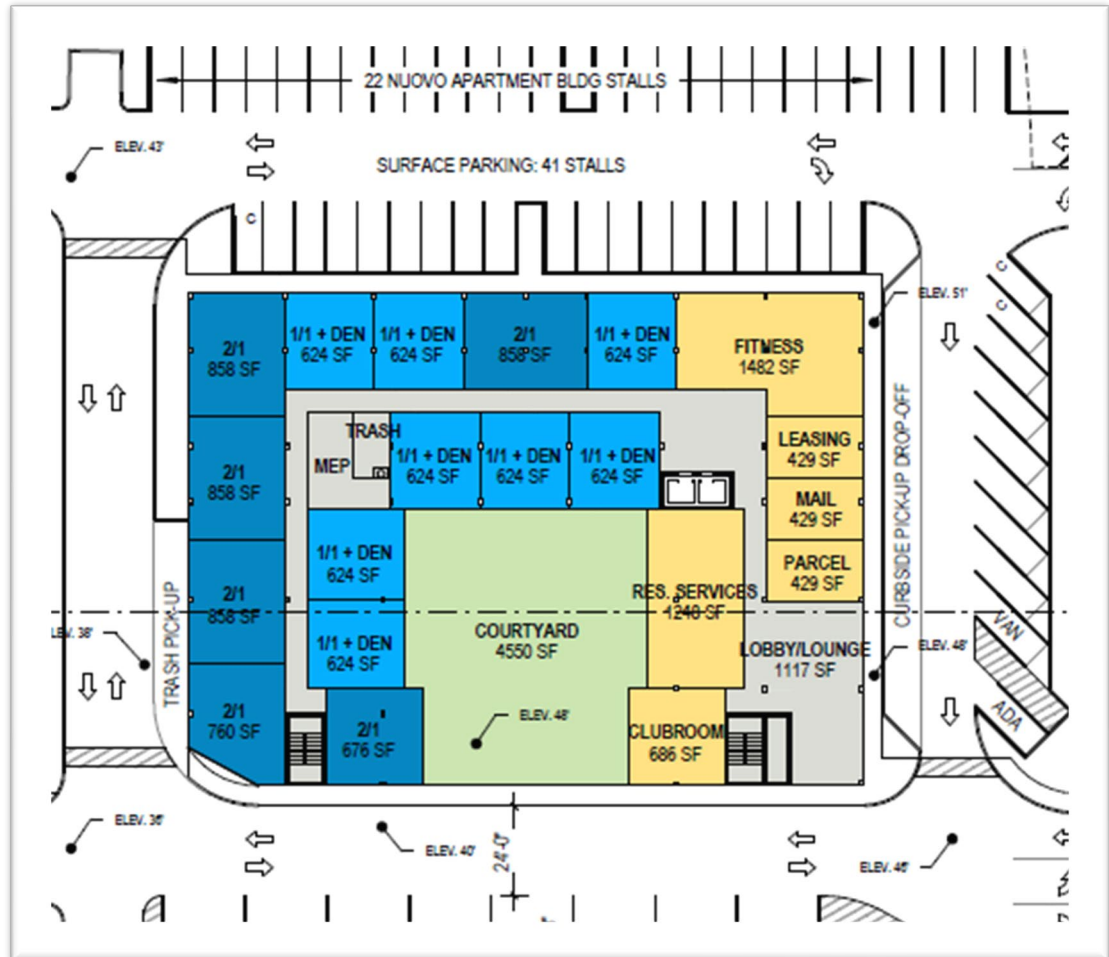 22 NUOVO APARTMENT BLDG STALLS
ELEV. 43'
SURFACE PARKING: 41 STALLS
C
C
C
ELEV. 51'
2/1
858 SF
1/1 + DEN
624 SF
1/1 + DEN
624 SF
2/1
858 SF
1/1 + DEN
624 SF
FITNESS
1482 SF
TRASH
MEP
1/1 + DEN
624 SF
1/1 + DEN
624 SF
1/1 + DEN
624 SF
LEASING
429 SF
2/1
858 SF
MAIL
429 SF
CURBSIDE PICK-UP DROP-OFF
1/1 + DEN
624 SF
PARCEL
429 SF
2/1
858 SF
RES. SERVICES
1248 SF
COURTYARD
4550 SF
VAN
ELEV. 38'
TRASH PICK-UP
1/1 + DEN
624 SF
LOBBY/LOUNGE
1117 SF
ELEV. 48'
2/1
760 SF
2/1
676 SF
ELEV. 48'
CLUBROOM
686 SF
ADA
ELEV. 40'
24'-0"